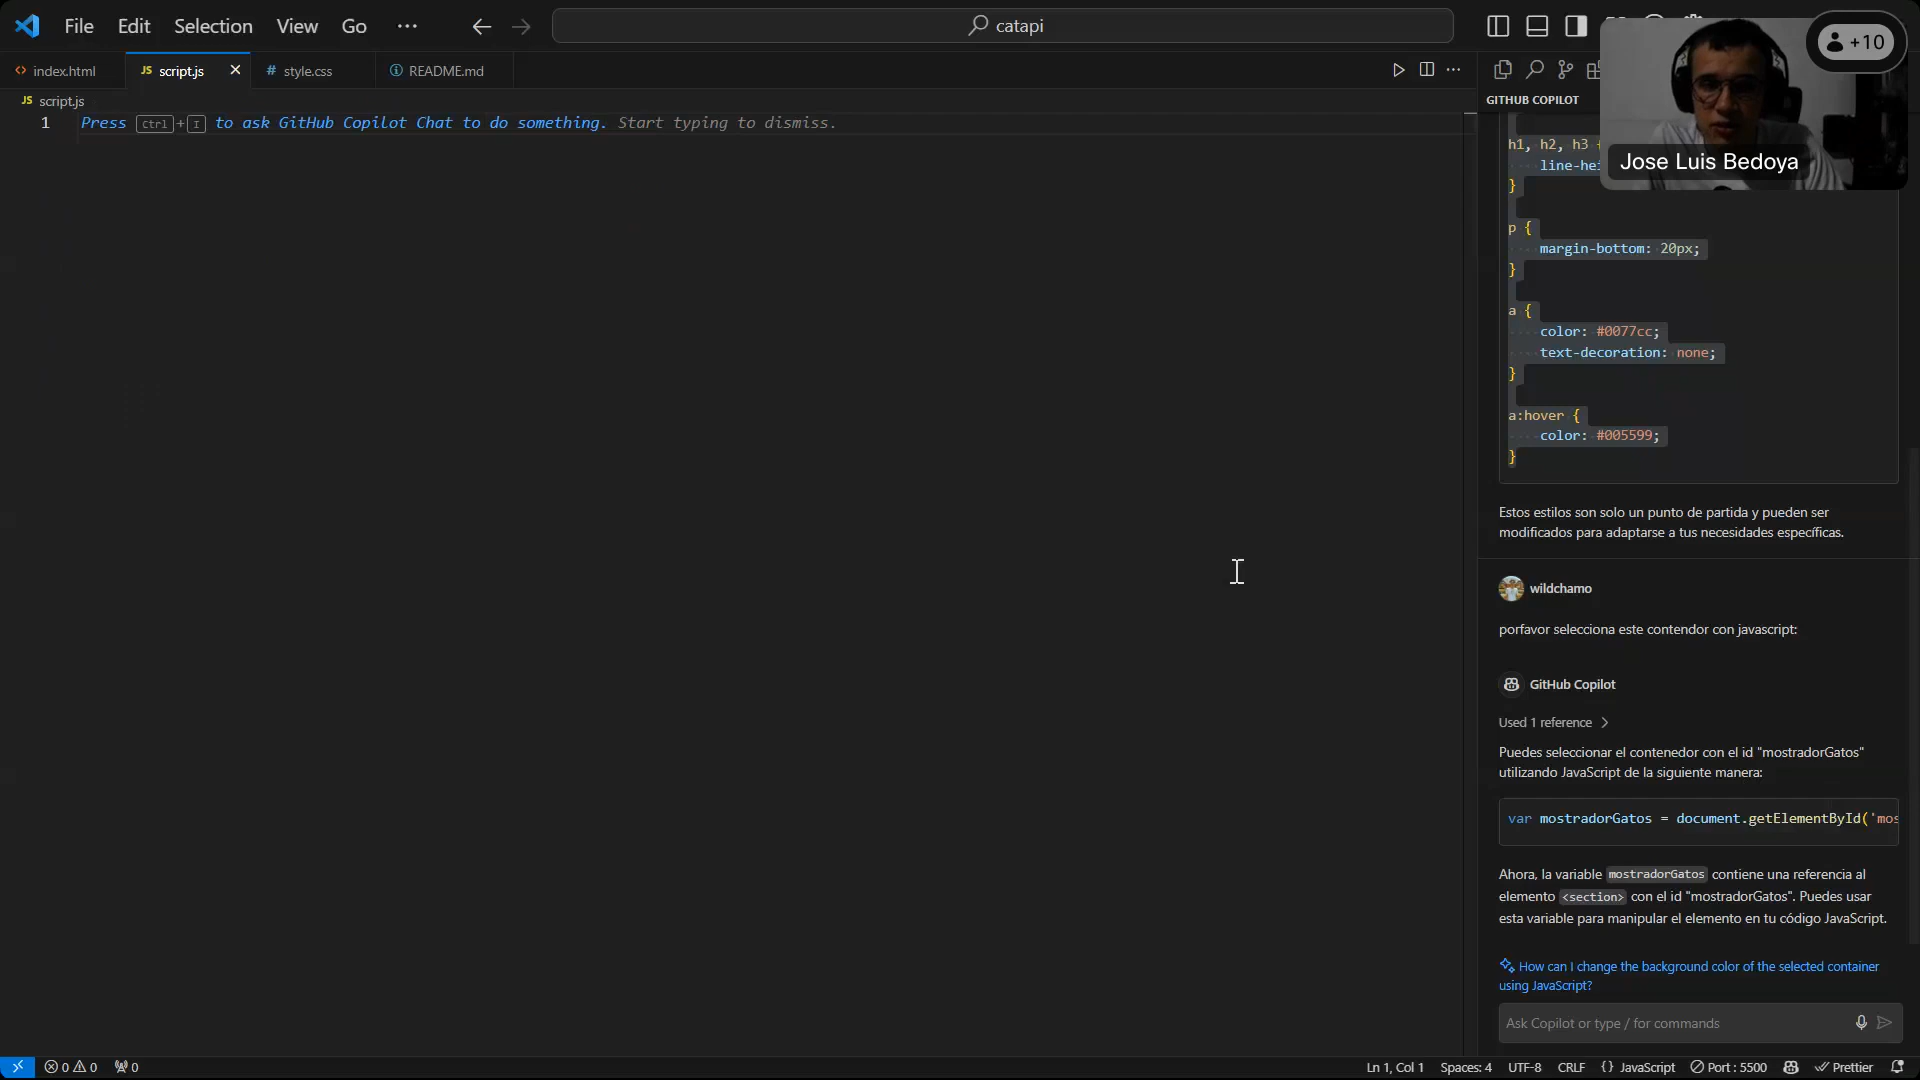 File Edit Selection View Go ···
catapi
+10
index.html
JS script.js
# style.css
README.md
JS script.js
1 Press Ctrl + I to ask GitHub Copilot Chat to do something. Start typing to dismiss.
Jose Luis Bedoya
GITHUB COPILOT
h1, h2, h3 {
line-hei
}
p {
margin-bottom: 20px;
}
a {
color: #0077cc;
text-decoration: none;
}
a:hover {
color: #005599;
}
Estos estilos son solo un punto de partida y pueden ser
modificados para adaptarse a tus necesidades específicas.
wildchamo
porfavor selecciona este contendor con javascript:
GitHub Copilot
Used 1 reference
Puedes seleccionar el contenedor con el id "mostradorGatos"
utilizando JavaScript de la siguiente manera:
var mostradorGatos = document.getElementById('mos
Ahora, la variable mostradorGatos contiene una referencia al
elemento <section> con el id "mostradorGatos". Puedes usar
esta variable para manipular el elemento en tu código JavaScript.
How can I change the background color of the selected container
using JavaScript?
Ask Copilot or type / for commands
0 0 0 Ln 1, Col 1 Spaces: 4 UTF-8 CRLF {} JavaScript Port : 5500 Prettier